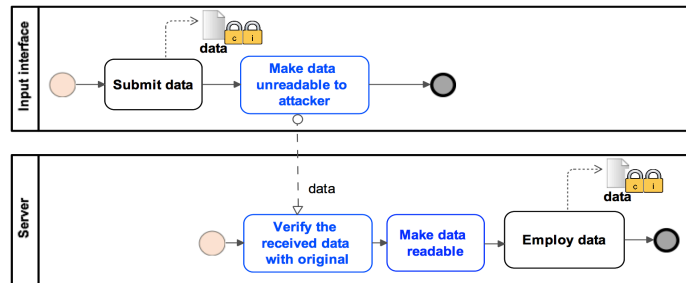 Input interface
data
c i
Submit data
Make data
unreadable to
attacker
data
Server
data
c i
Verify the
received data
with original
Make data
readable
Employ data